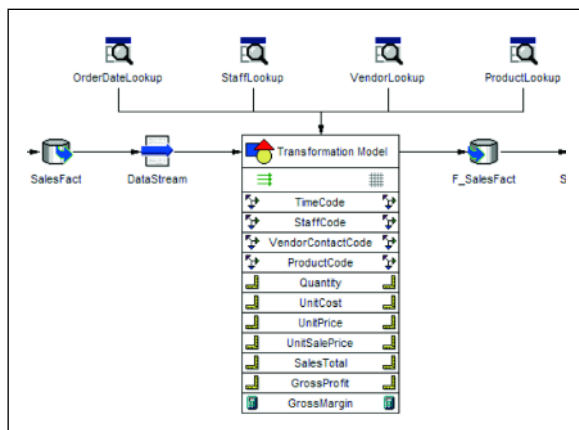 OrderDateLookup StaffLookup VendorLookup ProductLookup
SalesFact DataStream Transformation Model F_SalesFact S
TimeCode
StaffCode
VendorContactCode
ProductCode
Quantity
UnitCost
UnitPrice
UnitSalePrice
SalesTotal
GrossProfit
GrossMargin